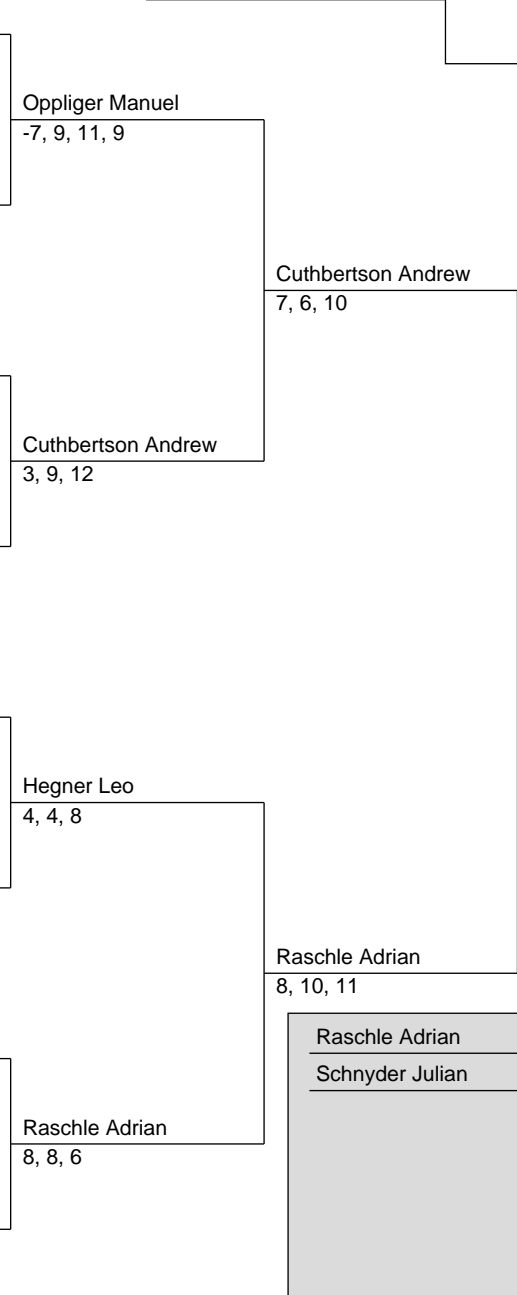 Oppliger Manuel
-7, 9, 11, 9
Cuthbertson Andrew
7, 6, 10
Cuthbertson Andrew
3, 9, 12
Hegner Leo
4, 4, 8
Raschle Adrian
8, 10, 11
Raschle Adrian
Schnyder Julian
Raschle Adrian
8, 8, 6